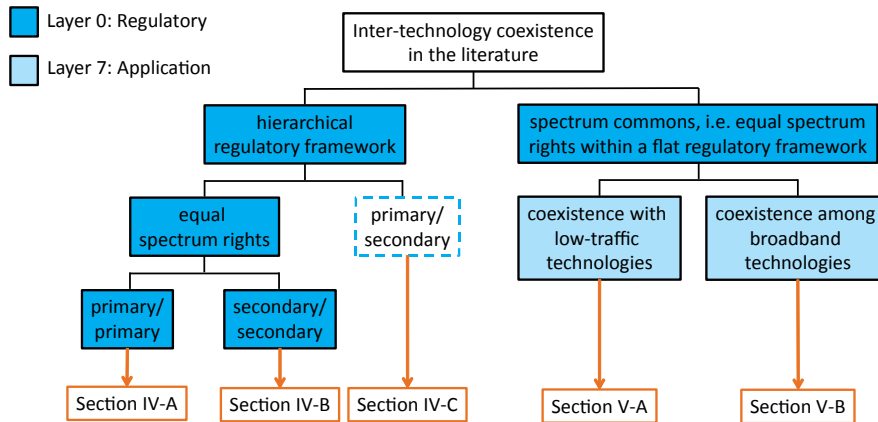 Layer 0: Regulatory
Layer 7: Application
Inter-technology coexistence
in the literature
hierarchical
regulatory framework
spectrum commons, i.e. equal spectrum
rights within a flat regulatory framework
equal
spectrum rights
primary/
secondary
coexistence with
low-traffic
technologies
coexistence among
broadband
technologies
primary/
primary
secondary/
secondary
Section IV-A
Section IV-B
Section IV-C
Section V-A
Section V-B